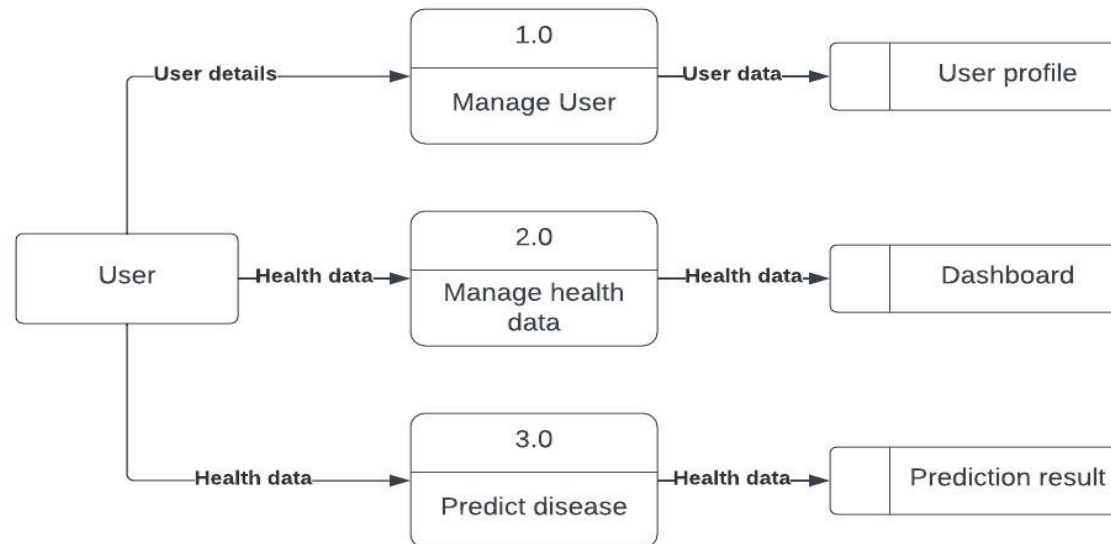 1.0
User details
Manage User
User data
User profile
User
Health data
2.0
Manage health
data
Health data
Dashboard
Health data
3.0
Predict disease
Health data
Prediction result